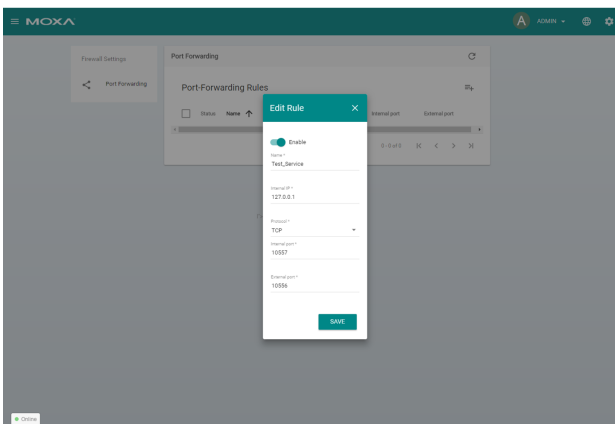 MOXA
A ADMIN
Firewall Settings
Port Forwarding
Port Forwarding
Port-Forwarding Rules
Status Name Internal port External port
0 - 0 of 0
Edit Rule
Enable
Name *
Test_Service
Internal IP *
127.0.0.1
Protocol *
TCP
Internal port *
10557
External port *
10556
SAVE
Online